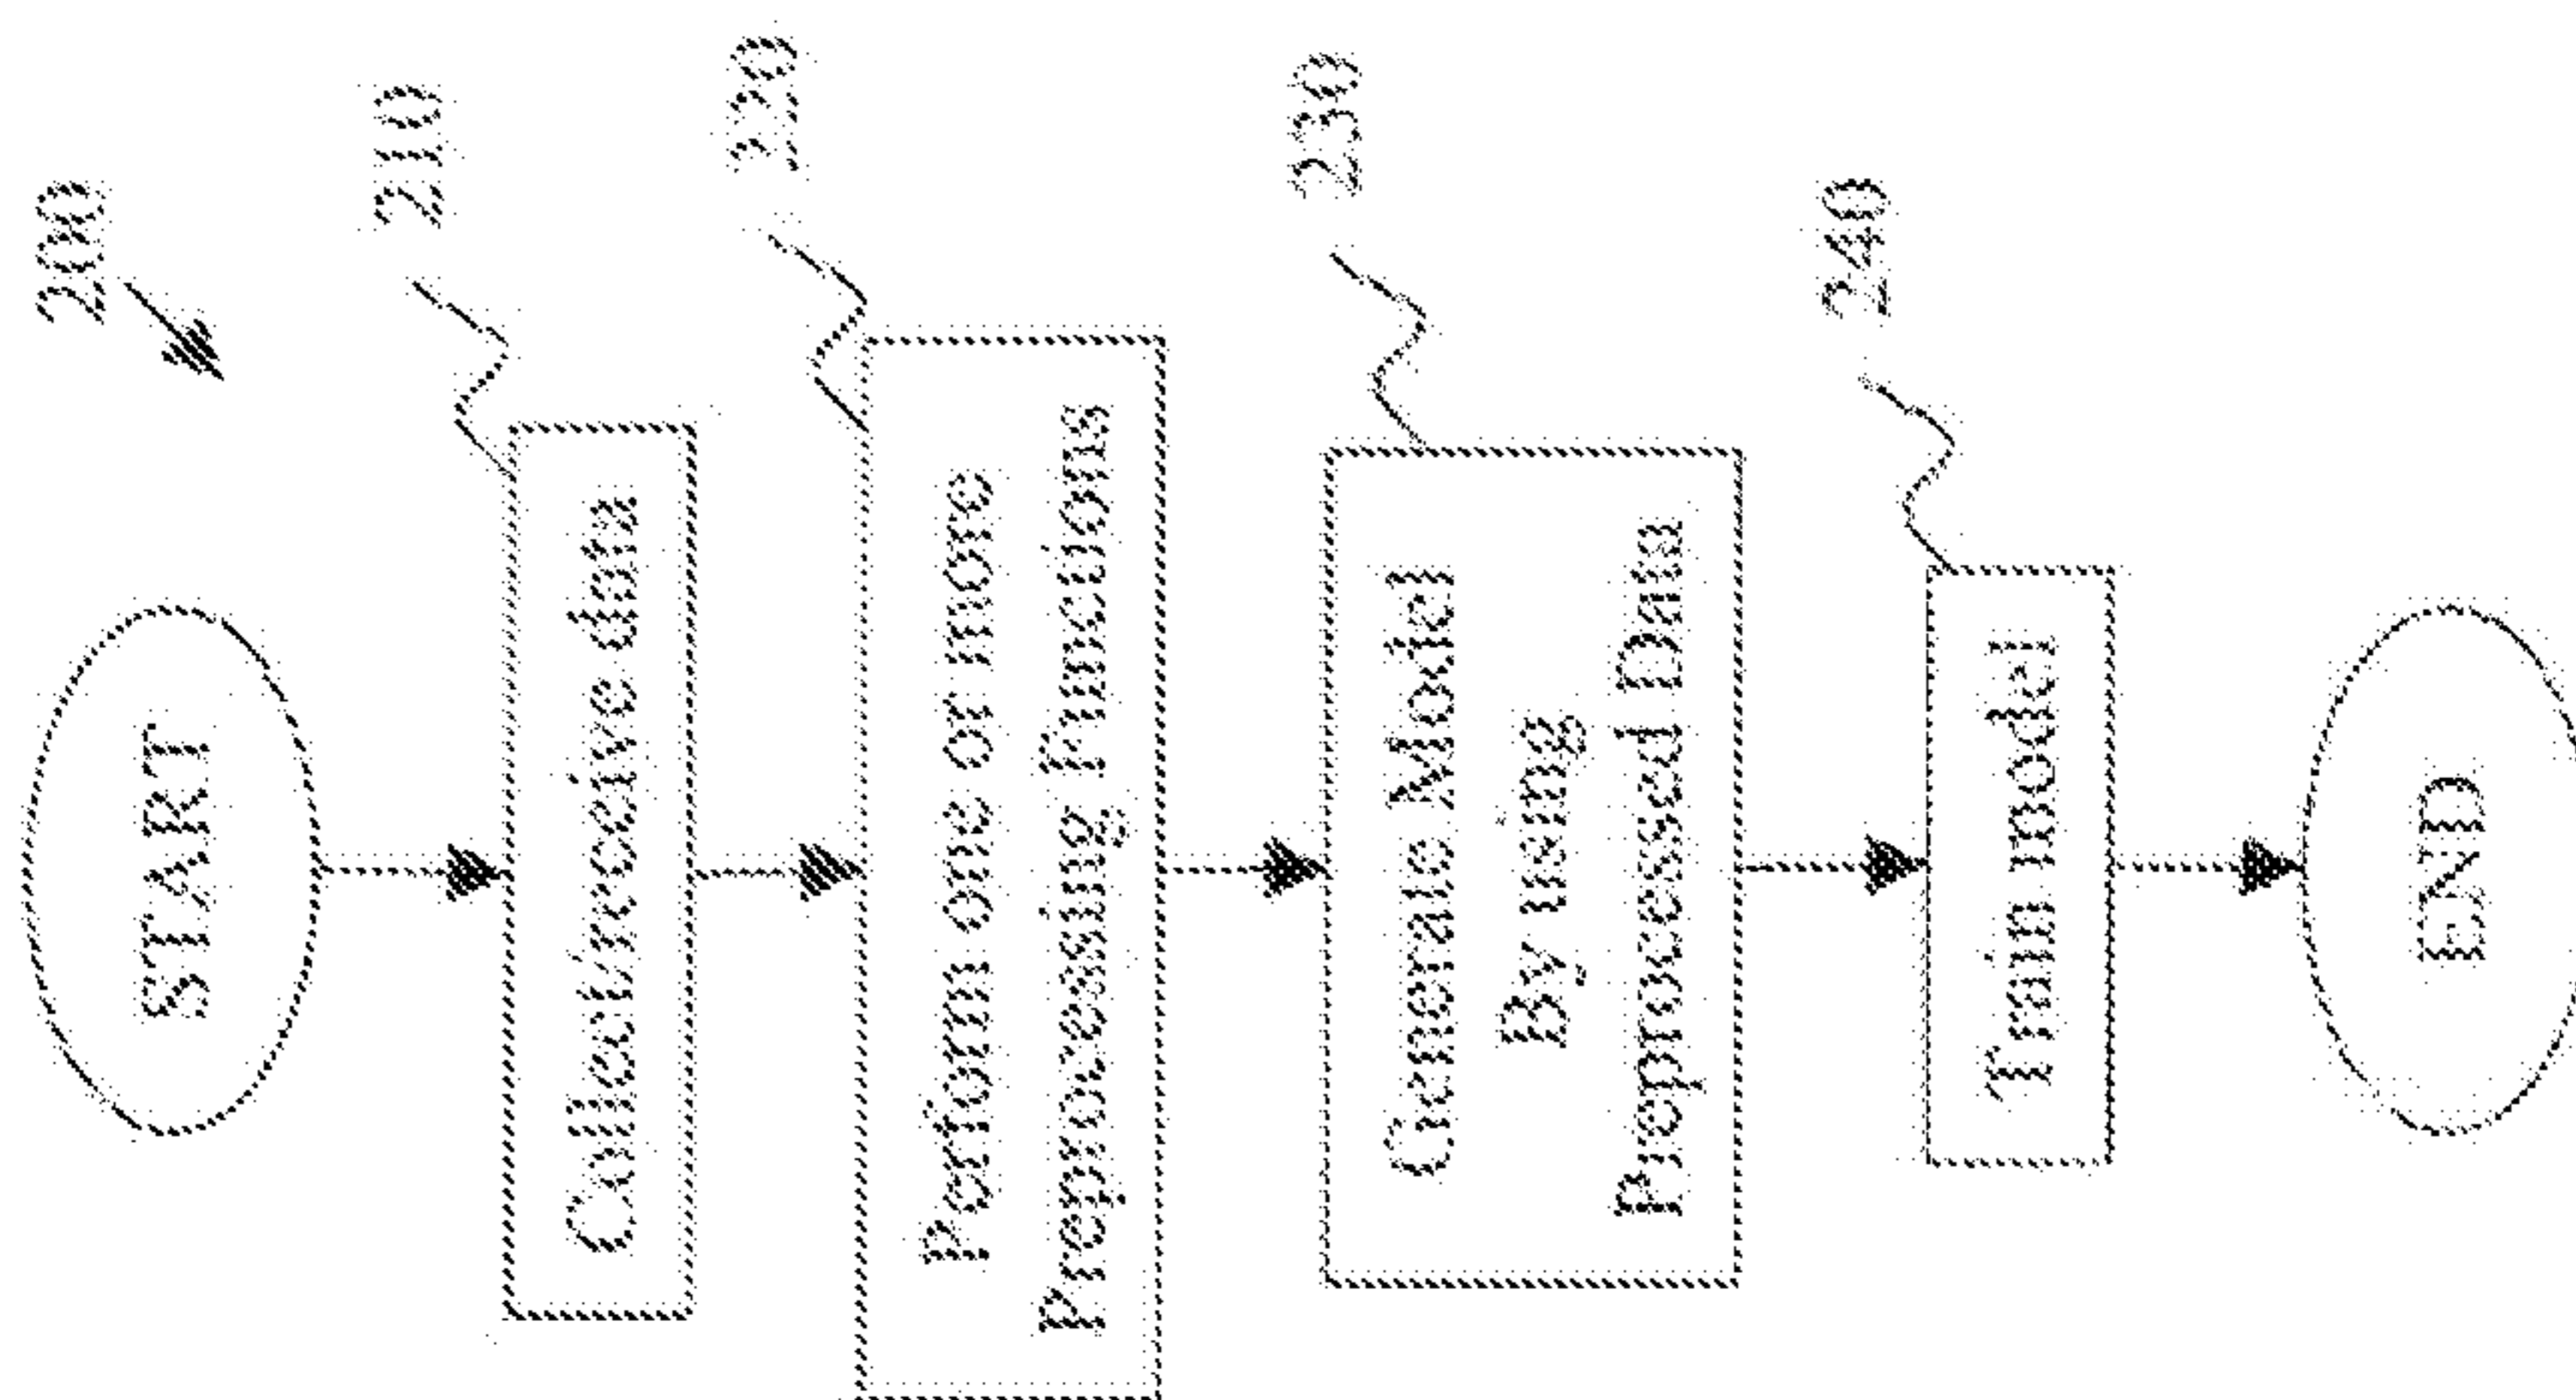 200
START
210
Collect/receive data
220
Perform one or more
Preprocessing Functions
230
Generate Model
By using
Preprocessed Data
240
Train model
END